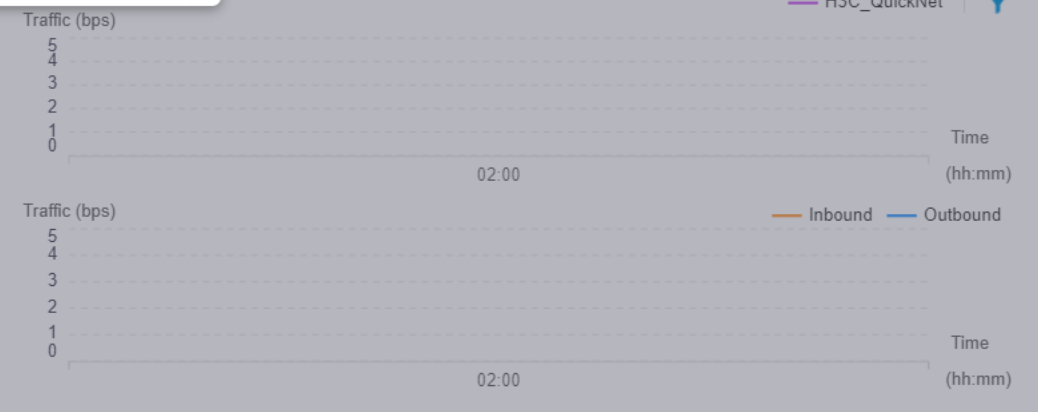 H3C_QuickNet
Traffic (bps)
5
4
3
2
1
0
Time
02:00
(hh:mm)
Traffic (bps)
Inbound
Outbound
5
4
3
2
1
0
Time
02:00
(hh:mm)